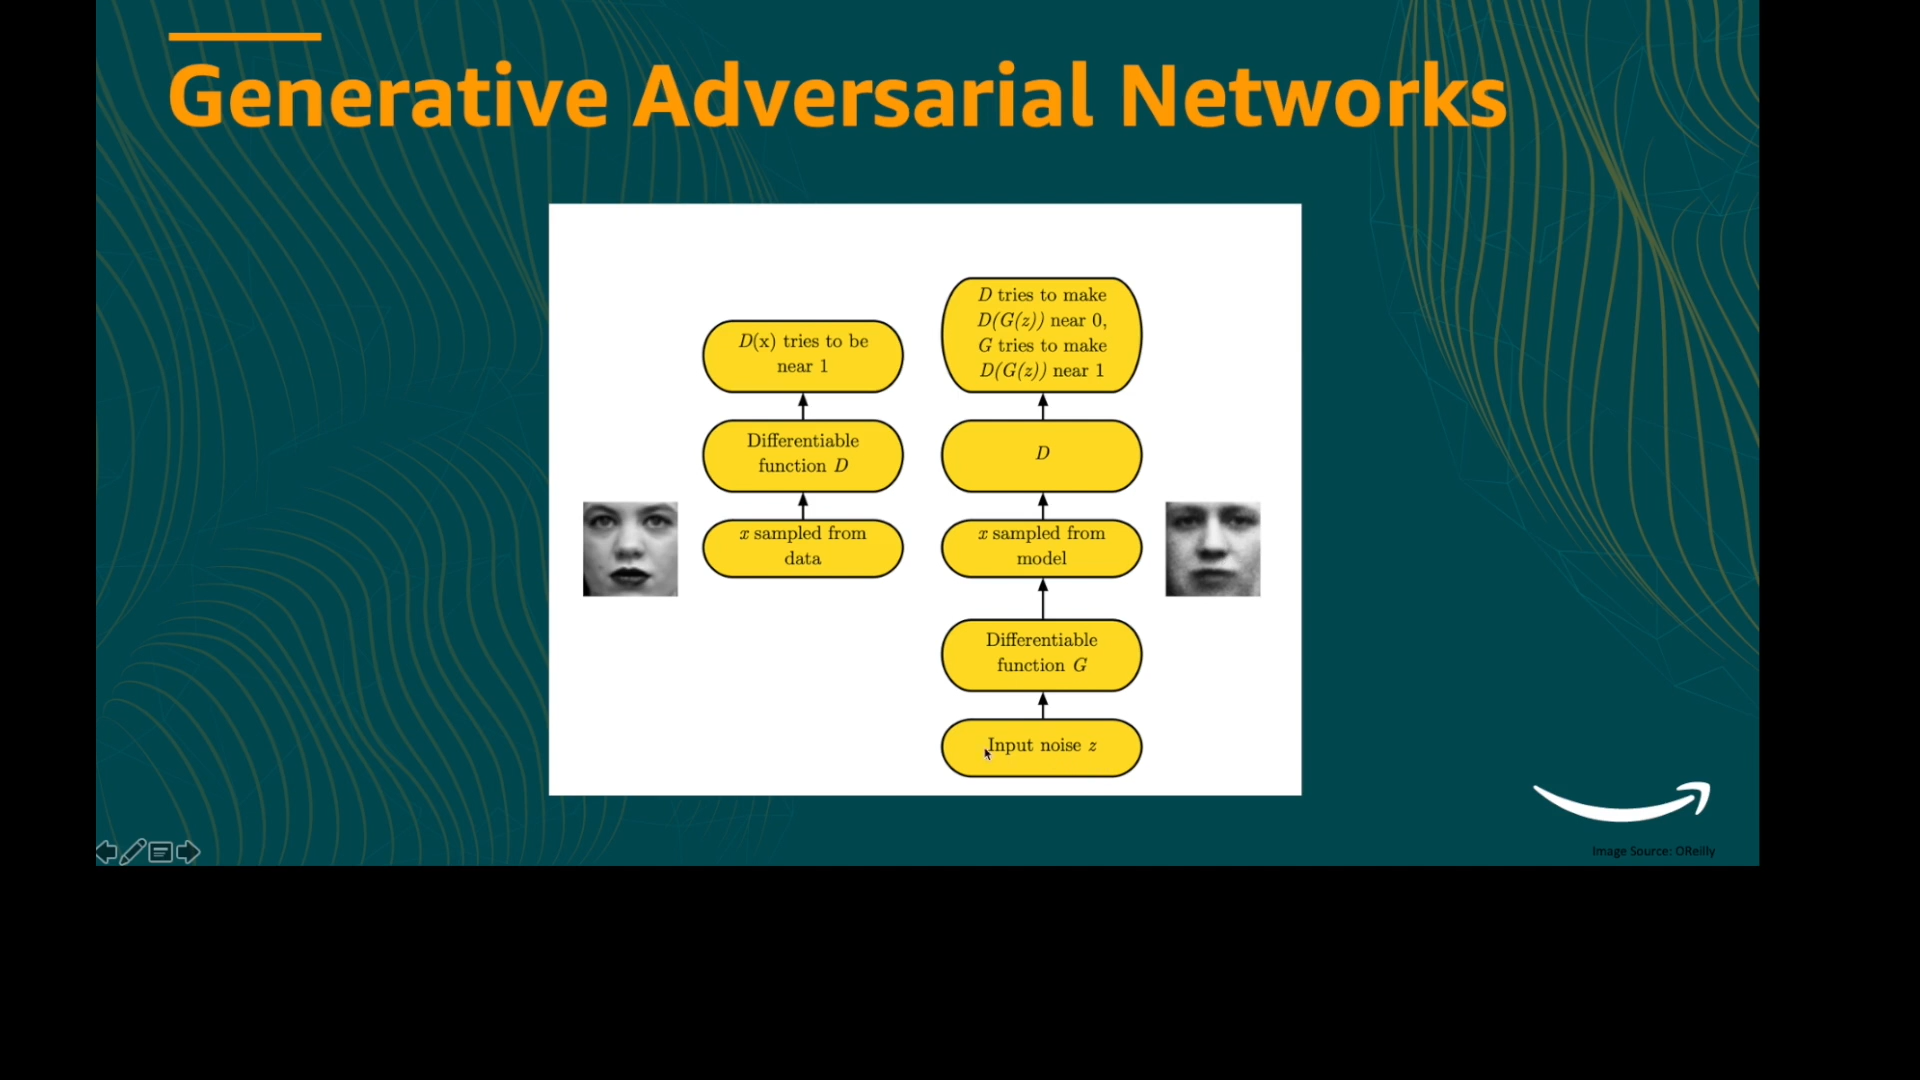 Generative Adversarial Networks
D tries to make
D(G(z)) near 0,
G tries to make
D(G(z)) near 1
D(x) tries to be
near 1
Differentiable
function D
D
x sampled from
data
x sampled from
model
Differentiable
function G
Input noise z
Image Source: OReilly